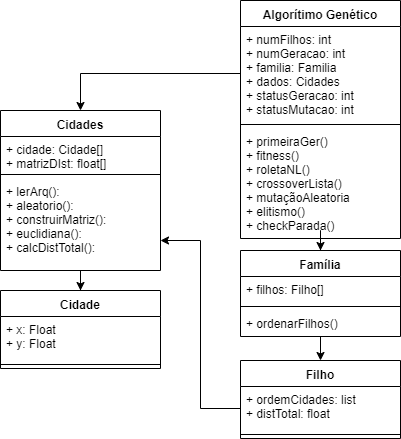 Algorítimo Genético
+ numFilhos: int
+ numGeracao: int
+ familia: Familia
+ dados: Cidades
+ statusGeracao: int
+ statusMutacao: int
+ primeiraGer()
+ fitness()
+ roletaNL()
+ crossoverLista()
+ mutaçãoAleatoria
+ elitismo()
+ checkParada()
Cidades
+ cidade: Cidade[]
+ matrizDIst: float[]
+ lerArq():
+ aleatorio():
+ construirMatriz():
+ euclidiana():
+ calcDistTotal():
Cidade
+ x: Float
+ y: Float
Família
+ filhos: Filho[]
+ ordenarFilhos()
Filho
+ ordemCidades: list
+ distTotal: float